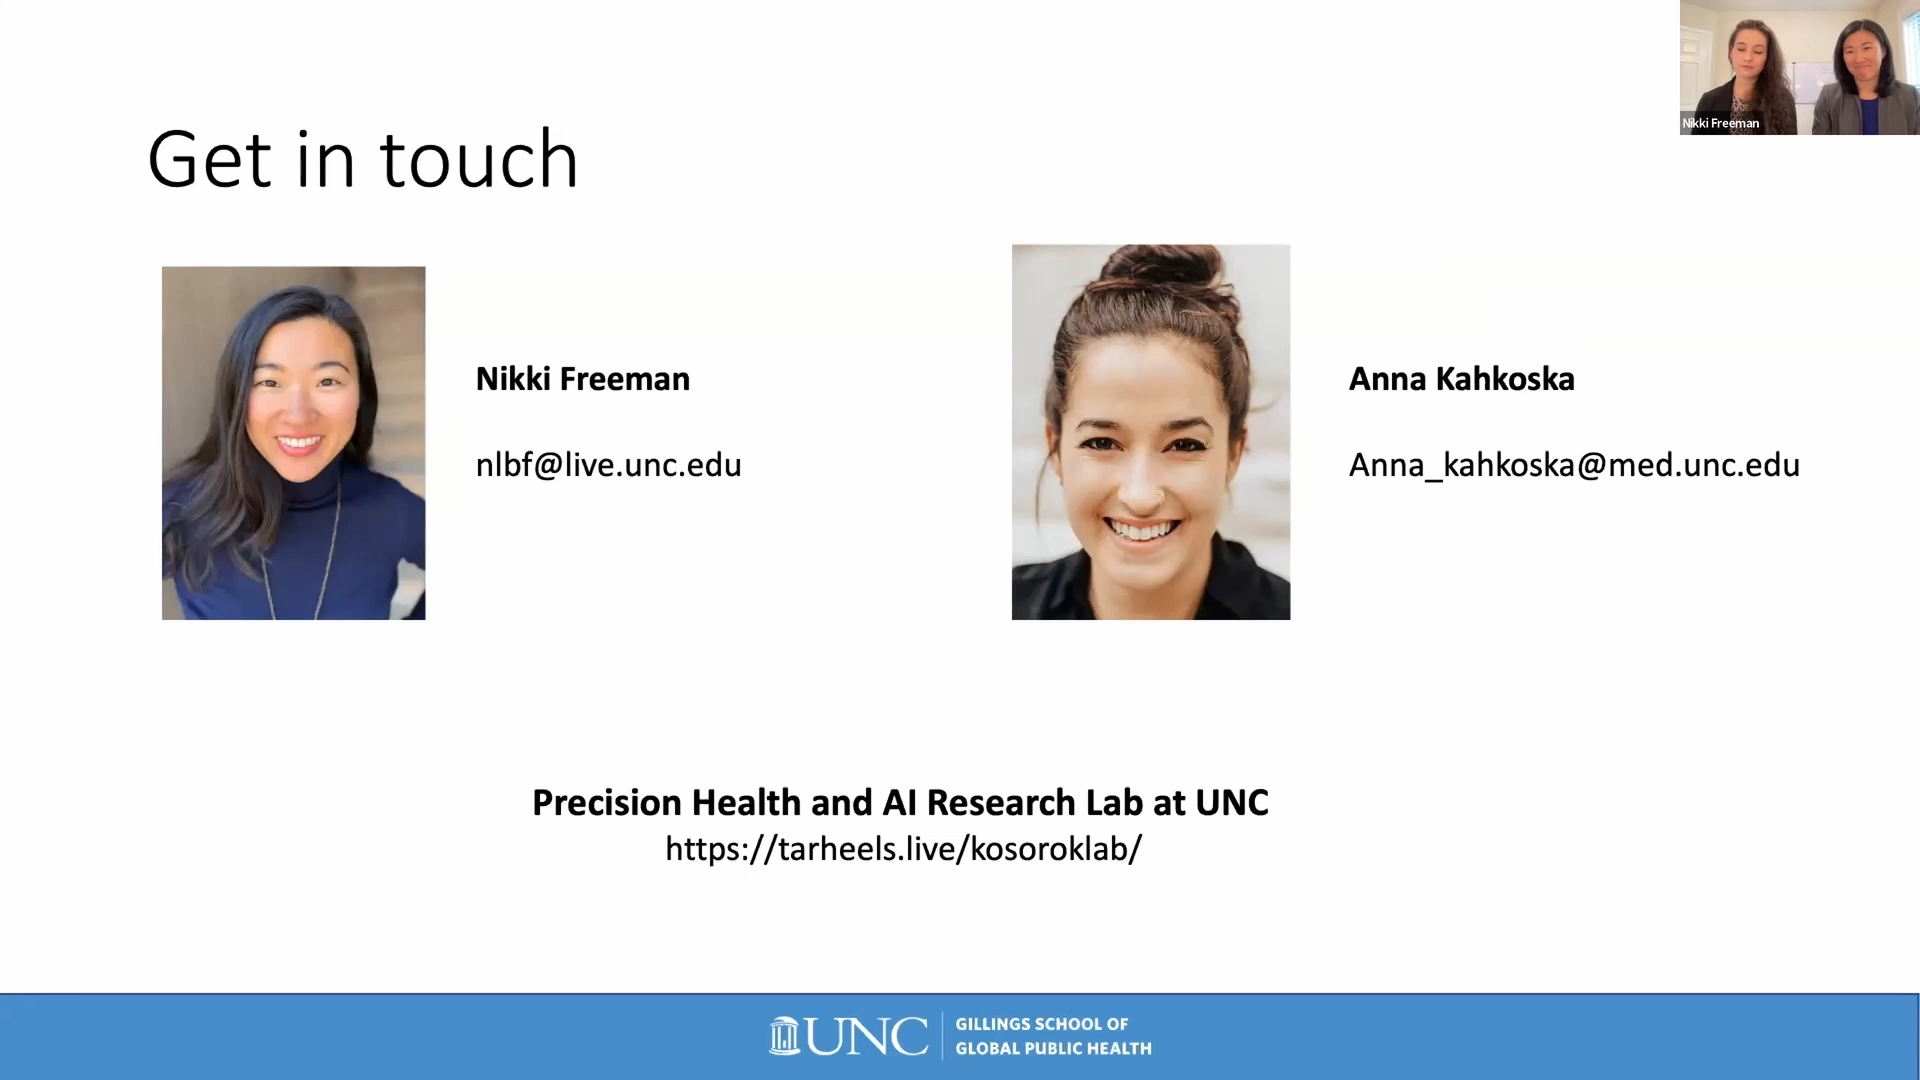 Nikki Freeman
Get in touch
Nikki Freeman
nlbf@live.unc.edu
Anna Kahkoska
Anna_kahkoska@med.unc.edu
Precision Health and AI Research Lab at UNC
https://tarheels.live/kosoroklab/
UNC
GILLINGS SCHOOL OF
GLOBAL PUBLIC HEALTH